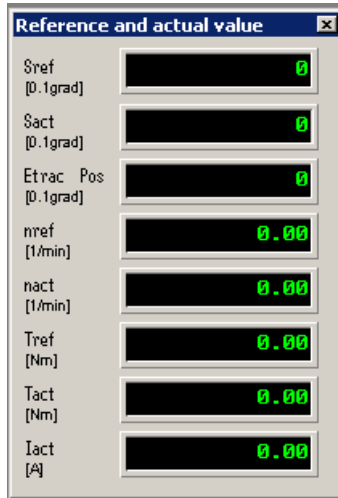 Reference and actual value
Sref 0
[0.1grad]
Sact 0
[0.1grad]
Etrac Pos 0
[0.1grad]
nref 0.00
[1/min]
nact 0.00
[1/min]
Tref 0.00
[Nm]
Tact 0.00
[Nm]
Iact 0.00
[A]